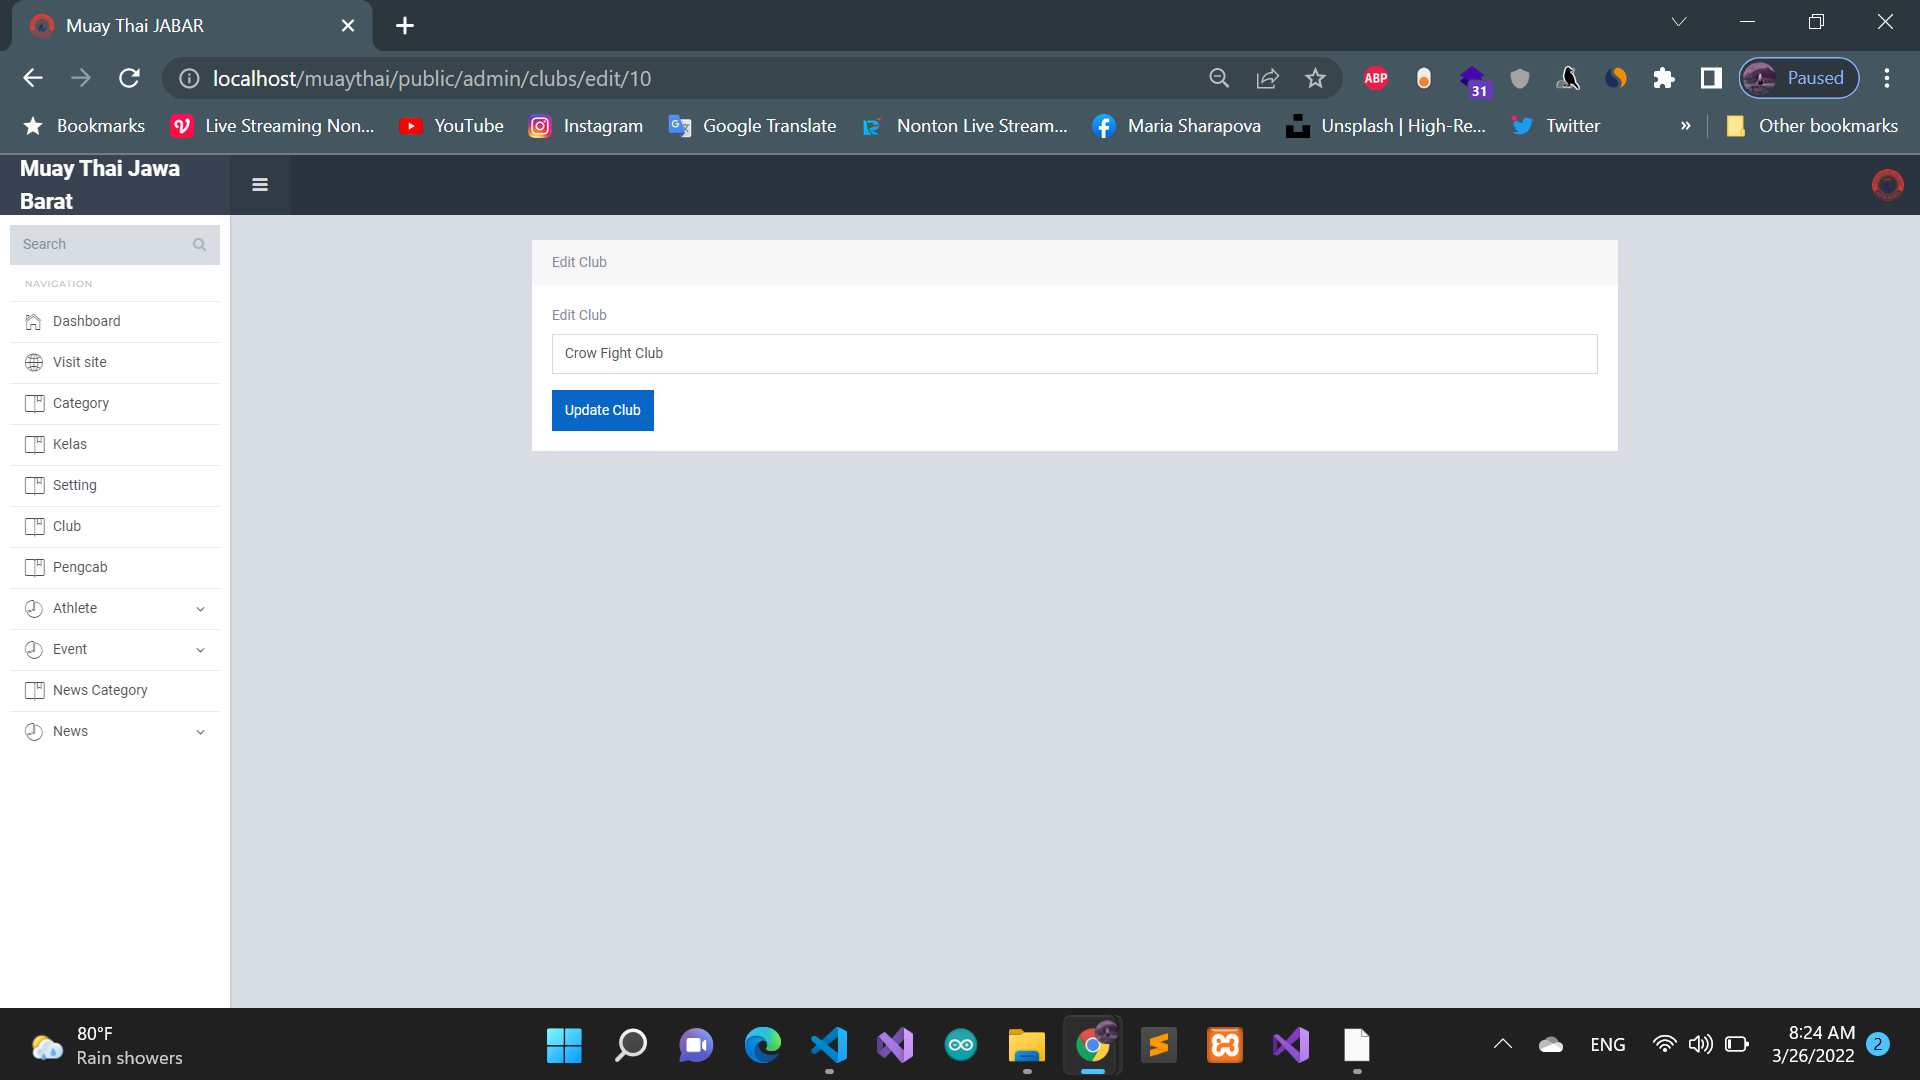 Muay Thai JABAR
localhost/muaythai/public/admin/clubs/edit/10
ABP
31
Paused
Bookmarks
Live Streaming Non...
YouTube
Instagram
Google Translate
Nonton Live Stream...
Maria Sharapova
Unsplash | High-Re...
Twitter
»
Other bookmarks
Muay Thai Jawa
Barat
Search
NAVIGATION
Dashboard
Visit site
Category
Kelas
Setting
Club
Pengcab
Athlete
Event
News Category
News
Edit Club
Edit Club
Crow Fight Club
Update Club
80°F
Rain showers
ENG
8:24 AM
3/26/2022
2